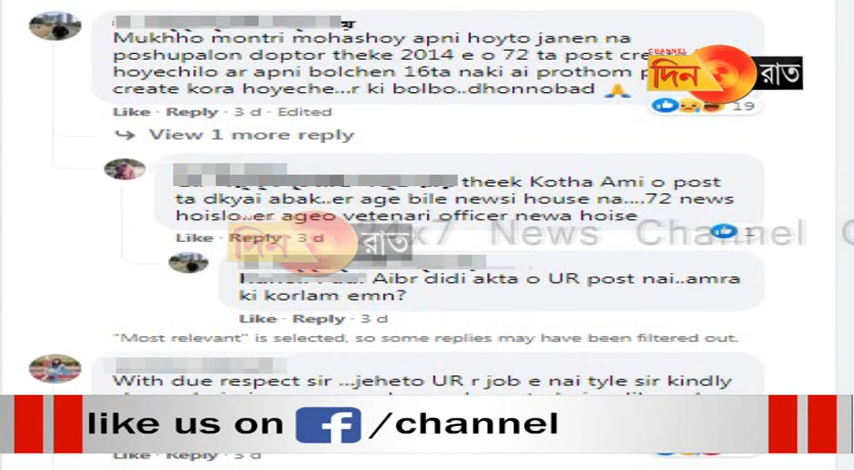 Mukhho montri mohashoy apni hoyto janen na
CHANNEL
poshupalon doptor theke 2014 e o 72 ta post
দিন রাত
hoyechilo ar apni bolchen 16ta naki ai prothom
create kora hoyeche...r ki bolbo..dhonnobad 🙏
19
Like · Reply · 3 d · Edited
View 1 more reply
theek Kotha Ami o post
ta dkyai abak..er age bile newsi house na....72 news
hoislo..er ageo vetenari officer newa hoise
1
Like · Reply · 3 d
দিন রাত x7 News Channel
Aibr didi akta o UR post nai..amra
ki korlam emn?
Like · Reply · 3 d
"Most relevant" is selected, so some replies may have been filtered out.
With due respect sir ...jeheto UR r job e nai tyle sir kindly
like us on f/channel
Like · Reply · 3 d